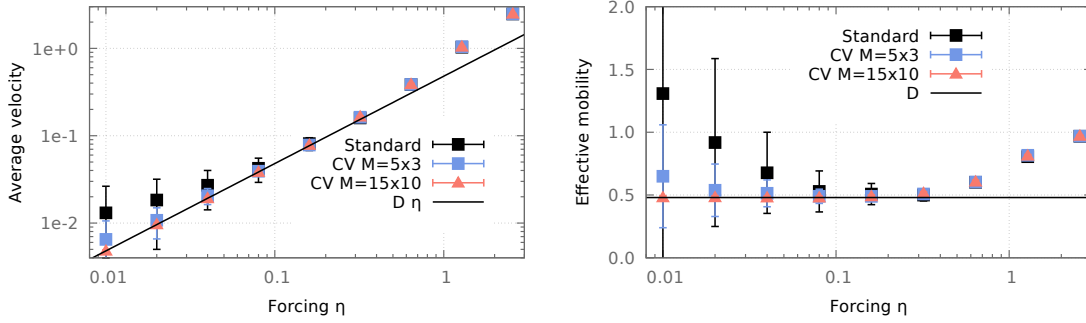 Average velocity
1e+0
1e-1
1e-2
0.01
0.1
1
Forcing η
Standard
CV M=5x3
CV M=15x10
D η
Effective mobility
2.0
1.5
1.0
0.5
0.0
0.01
0.1
1
Forcing η
Standard
CV M=5x3
CV M=15x10
D